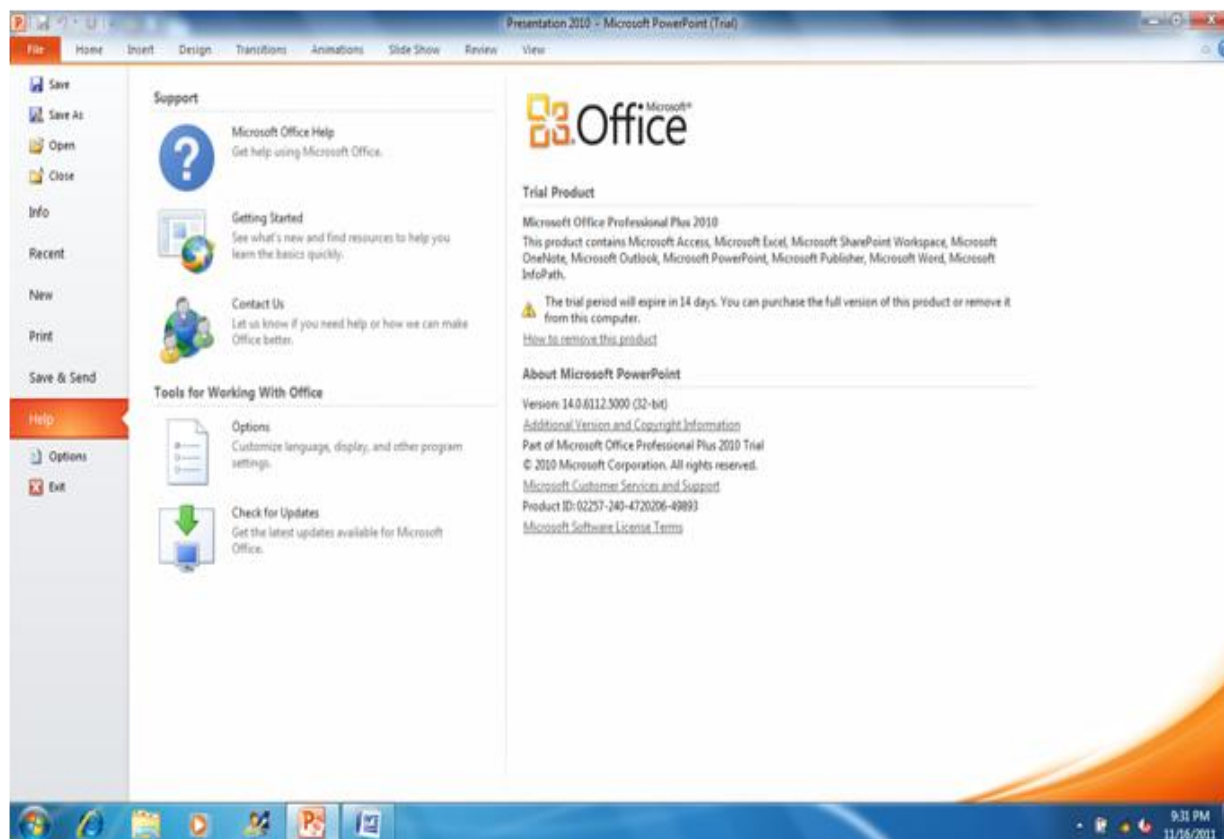 Presentation 2010 - Microsoft PowerPoint (Trial)
File Home Insert Design Transitions Animations Slide Show Review View
Save
Save As
Open
Close
Info
Recent
New
Print
Save & Send
Help
Options
Exit
Support
Microsoft Office Help
Get help using Microsoft Office.
Getting Started
See what's new and find resources to help you
learn the basics quickly.
Contact Us
Let us know if you need help or how we can make
Office better.
Tools for Working With Office
Options
Customize language, display, and other program
settings.
Check for Updates
Get the latest updates available for Microsoft
Office.
Microsoft®
Office
Trial Product
Microsoft Office Professional Plus 2010
This product contains Microsoft Access, Microsoft Excel, Microsoft SharePoint Workspace, Microsoft
OneNote, Microsoft Outlook, Microsoft PowerPoint, Microsoft Publisher, Microsoft Word, Microsoft
InfoPath.
The trial period will expire in 14 days. You can purchase the full version of this product or remove it
from this computer.
How to remove this product
About Microsoft PowerPoint
Version: 14.0.6112.5000 (32-bit)
Additional Version and Copyright Information
Part of Microsoft Office Professional Plus 2010 Trial
© 2010 Microsoft Corporation. All rights reserved.
Microsoft Customer Services and Support
Product ID: 02257-240-4720206-49893
Microsoft Software License Terms
9:31 PM
11/16/2011